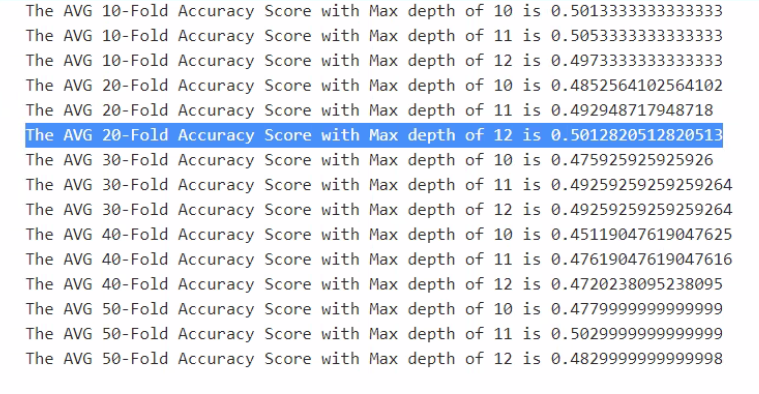 The AVG 10-Fold Accuracy Score with Max depth of 10 is 0.5013333333333333
The AVG 10-Fold Accuracy Score with Max depth of 11 is 0.5053333333333333
The AVG 10-Fold Accuracy Score with Max depth of 12 is 0.4973333333333333
The AVG 20-Fold Accuracy Score with Max depth of 10 is 0.4852564102564102
The AVG 20-Fold Accuracy Score with Max depth of 11 is 0.492948717948718
The AVG 20-Fold Accuracy Score with Max depth of 12 is 0.5012820512820513
The AVG 30-Fold Accuracy Score with Max depth of 10 is 0.475925925925926
The AVG 30-Fold Accuracy Score with Max depth of 11 is 0.49259259259259264
The AVG 30-Fold Accuracy Score with Max depth of 12 is 0.49259259259259264
The AVG 40-Fold Accuracy Score with Max depth of 10 is 0.45119047619047625
The AVG 40-Fold Accuracy Score with Max depth of 11 is 0.47619047619047616
The AVG 40-Fold Accuracy Score with Max depth of 12 is 0.4720238095238095
The AVG 50-Fold Accuracy Score with Max depth of 10 is 0.4779999999999999
The AVG 50-Fold Accuracy Score with Max depth of 11 is 0.5029999999999999
The AVG 50-Fold Accuracy Score with Max depth of 12 is 0.4829999999999998